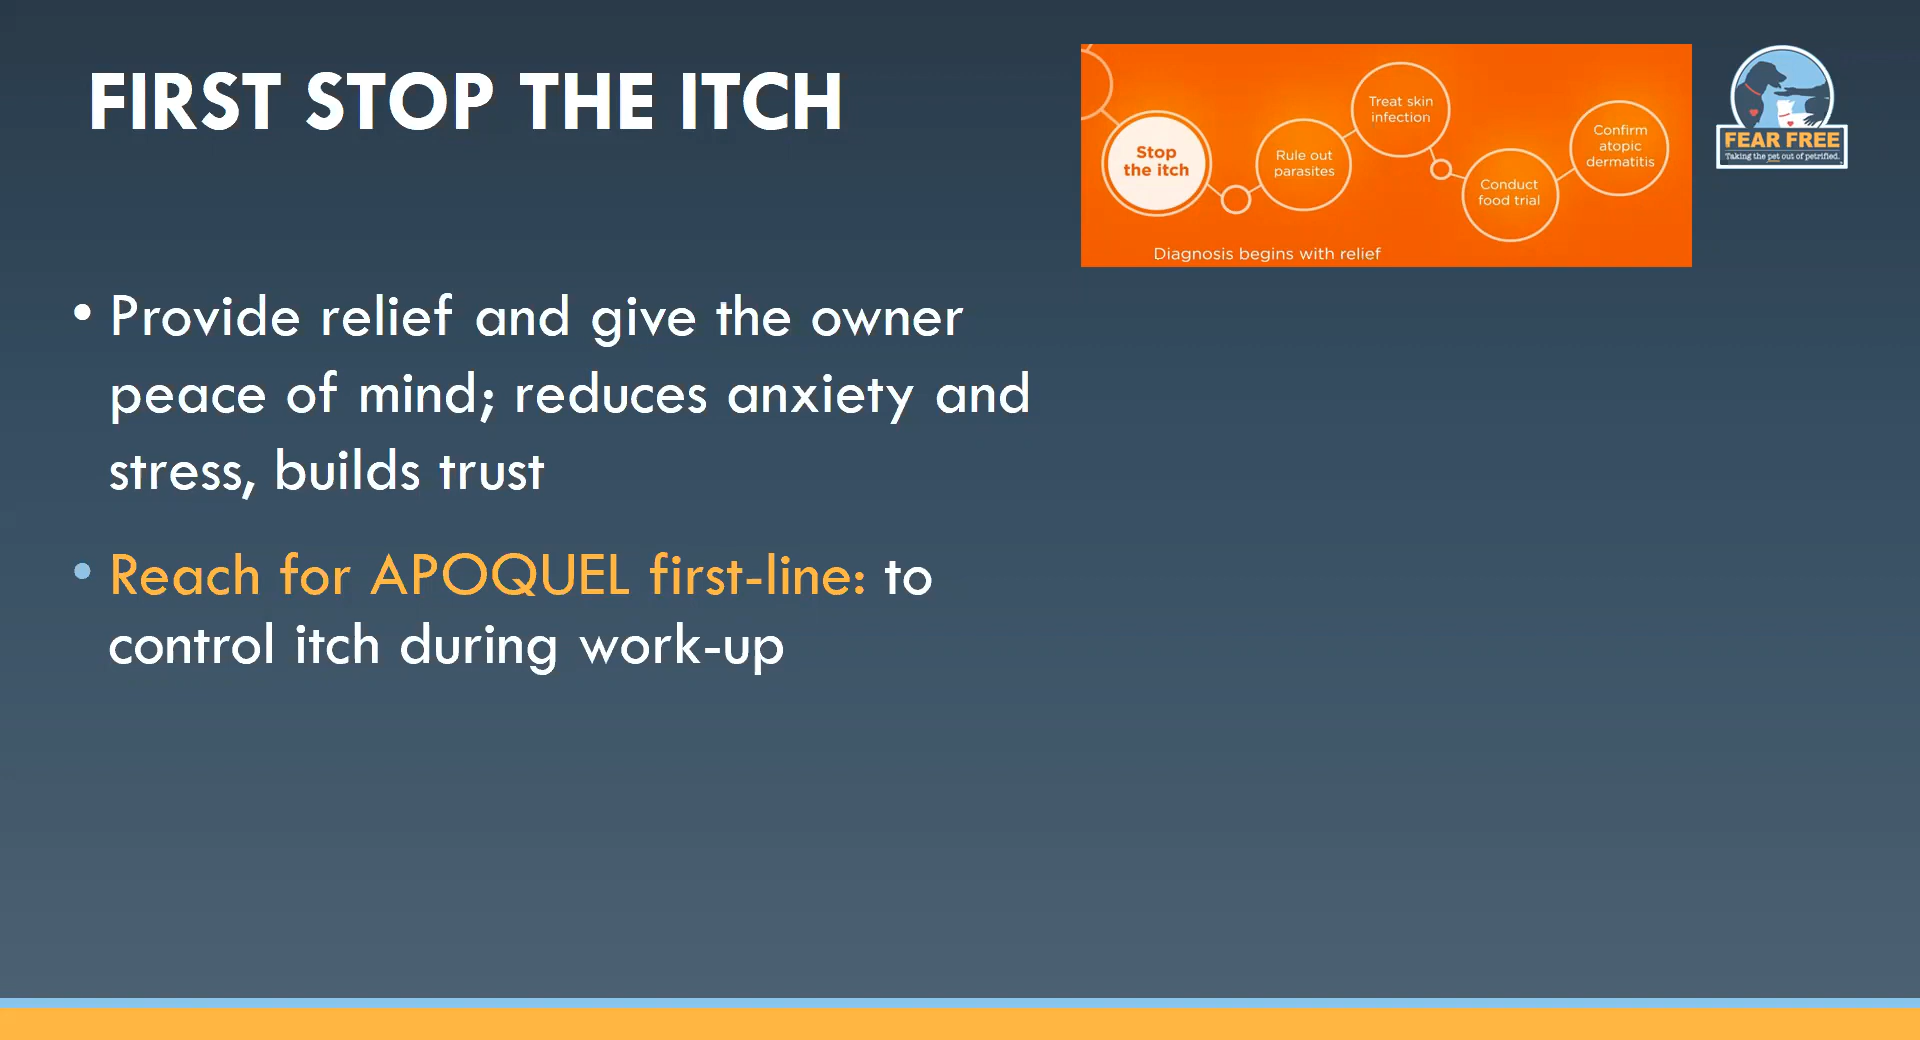 FIRST STOP THE ITCH
Stop
the itch
Rule out
parasites
Treat skin
infection
Conduct
food trial
Confirm
atopic
dermatitis
Diagnosis begins with relief
FEAR FREE
Taking the pet out of petrified.
• Provide relief and give the owner
peace of mind; reduces anxiety and
stress, builds trust
• Reach for APOQUEL first-line: to
control itch during work-up